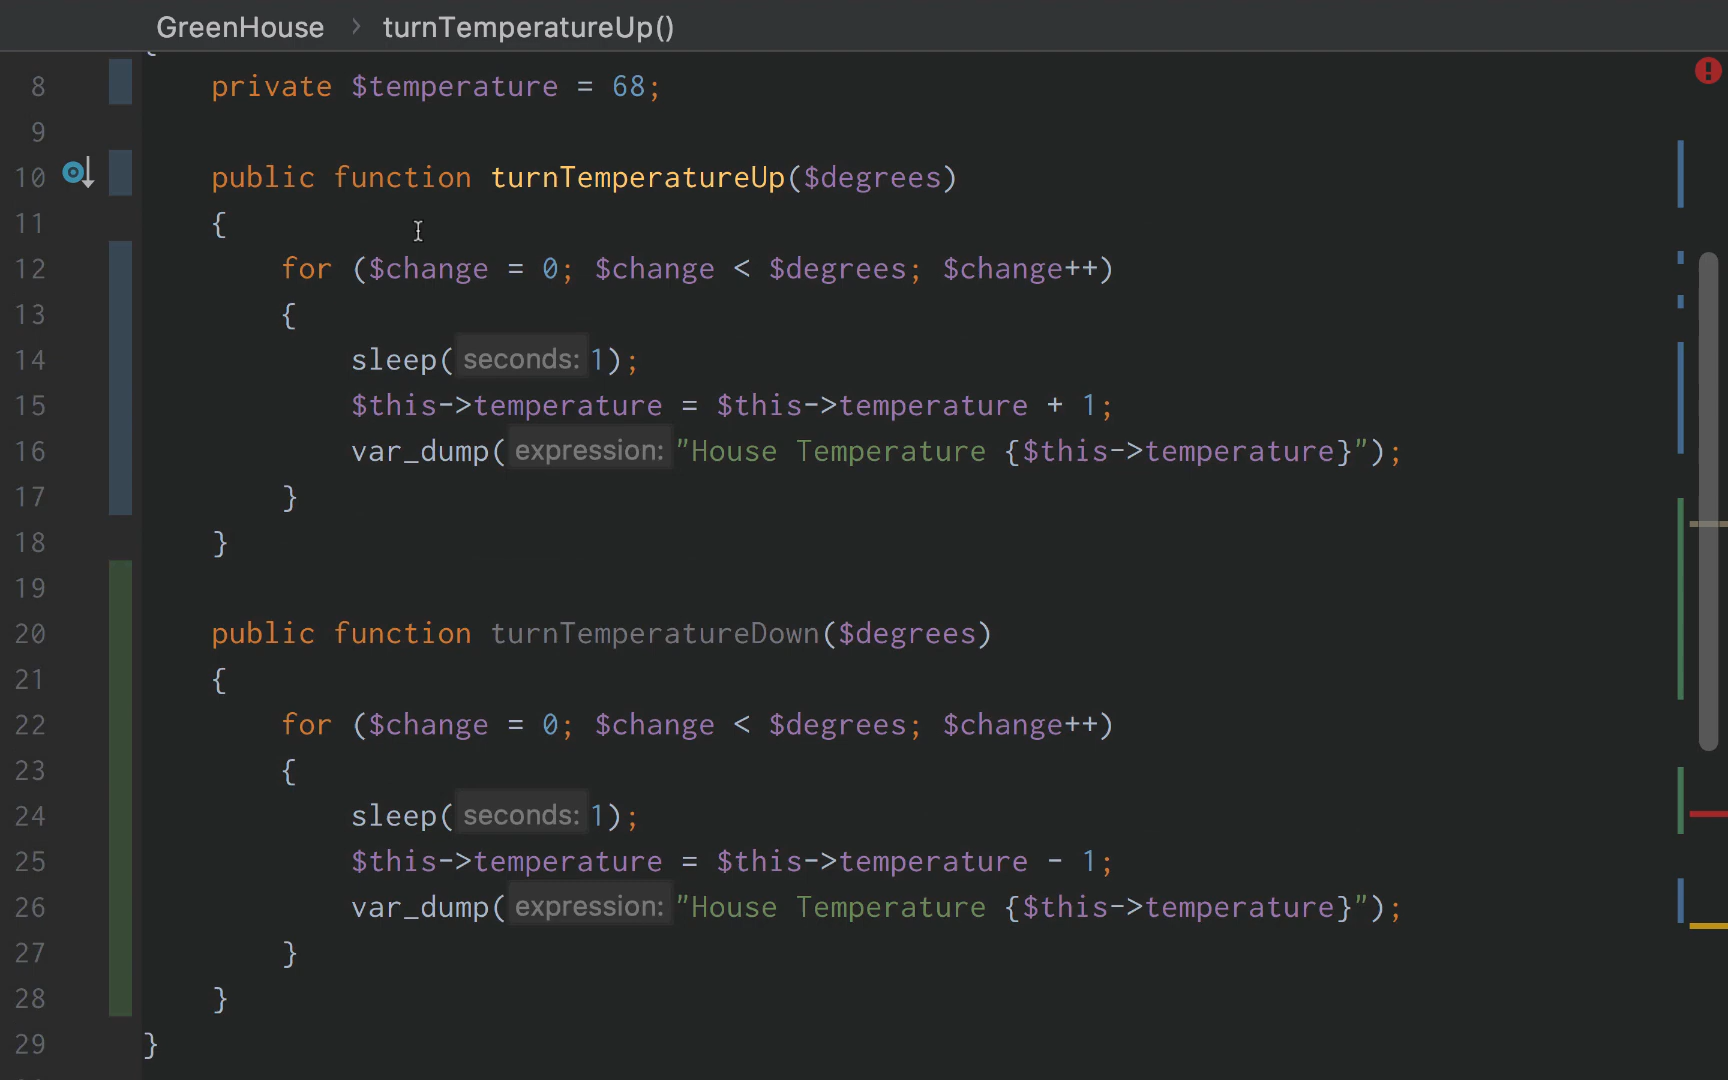 GreenHouse › turnTemperatureUp()
{
8 private $temperature = 68;
9
10 public function turnTemperatureUp($degrees)
11 {
12 for ($change = 0; $change < $degrees; $change++)
13 {
14 sleep( seconds: 1);
15 $this->temperature = $this->temperature + 1;
16 var_dump( expression: "House Temperature {$this->temperature}");
17 }
18 }
19
20 public function turnTemperatureDown($degrees)
21 {
22 for ($change = 0; $change < $degrees; $change++)
23 {
24 sleep( seconds: 1);
25 $this->temperature = $this->temperature - 1;
26 var_dump( expression: "House Temperature {$this->temperature}");
27 }
28 }
29 }